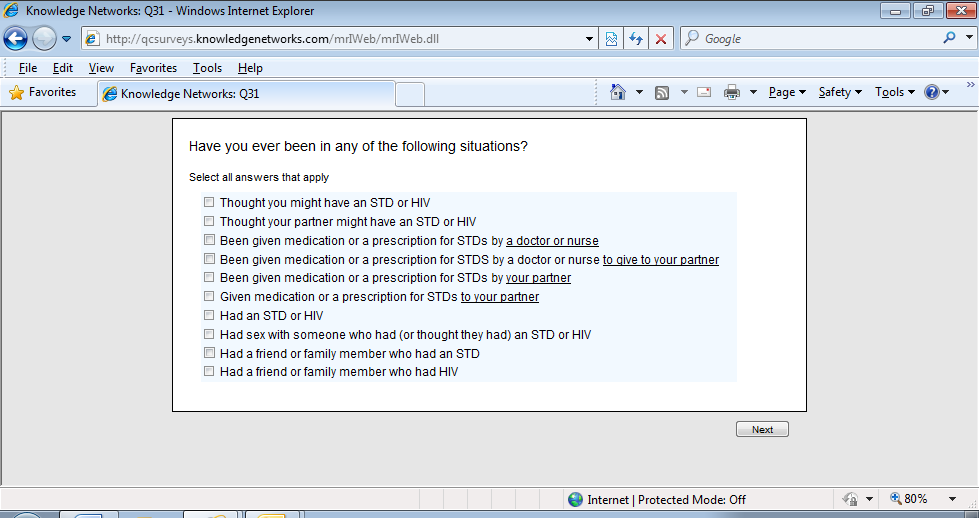 Knowledge Networks: Q31 - Windows Internet Explorer
http://qcsurveys.knowledgenetworks.com/mrIWeb/mrIWeb.dll
Google
File Edit View Favorites Tools Help
Favorites
Knowledge Networks: Q31
Page Safety Tools
Have you ever been in any of the following situations?
Select all answers that apply
Thought you might have an STD or HIV
Thought your partner might have an STD or HIV
Been given medication or a prescription for STDs by a doctor or nurse
Been given medication or a prescription for STDS by a doctor or nurse to give to your partner
Been given medication or a prescription for STDs by your partner
Given medication or a prescription for STDs to your partner
Had an STD or HIV
Had sex with someone who had (or thought they had) an STD or HIV
Had a friend or family member who had an STD
Had a friend or family member who had HIV
Next
Internet | Protected Mode: Off
80%